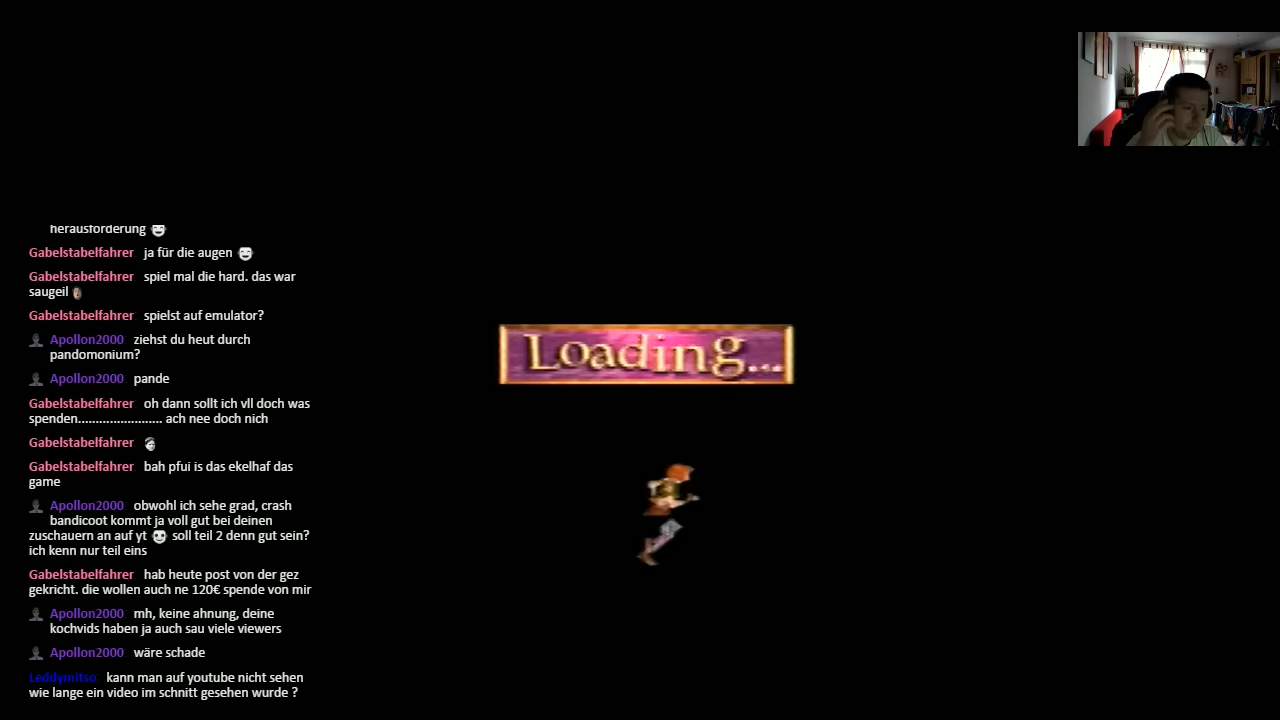 herausforderung
Gabelstabelfahrer ja für die augen
Gabelstabelfahrer spiel mal die hard. das war
saugeil
Gabelstabelfahrer spielst auf emulator?
Apollon2000 ziehst du heut durch
pandomonium?
Apollon2000 pande
Gabelstabelfahrer oh dann sollt ich vll doch was
spenden........................ ach nee doch nich
Gabelstabelfahrer
Gabelstabelfahrer bah pfui is das ekelhaf das
game
Apollon2000 obwohl ich sehe grad, crash
bandicoot kommt ja voll gut bei deinen
zuschauern an auf yt soll teil 2 denn gut sein?
ich kenn nur teil eins
Gabelstabelfahrer hab heute post von der gez
gekricht. die wollen auch ne 120€ spende von mir
Apollon2000 mh, keine ahnung, deine
kochvids haben ja auch sau viele viewers
Apollon2000 wäre schade
Leddymitso kann man auf youtube nicht sehen
wie lange ein video im schnitt gesehen wurde ?
Loading...